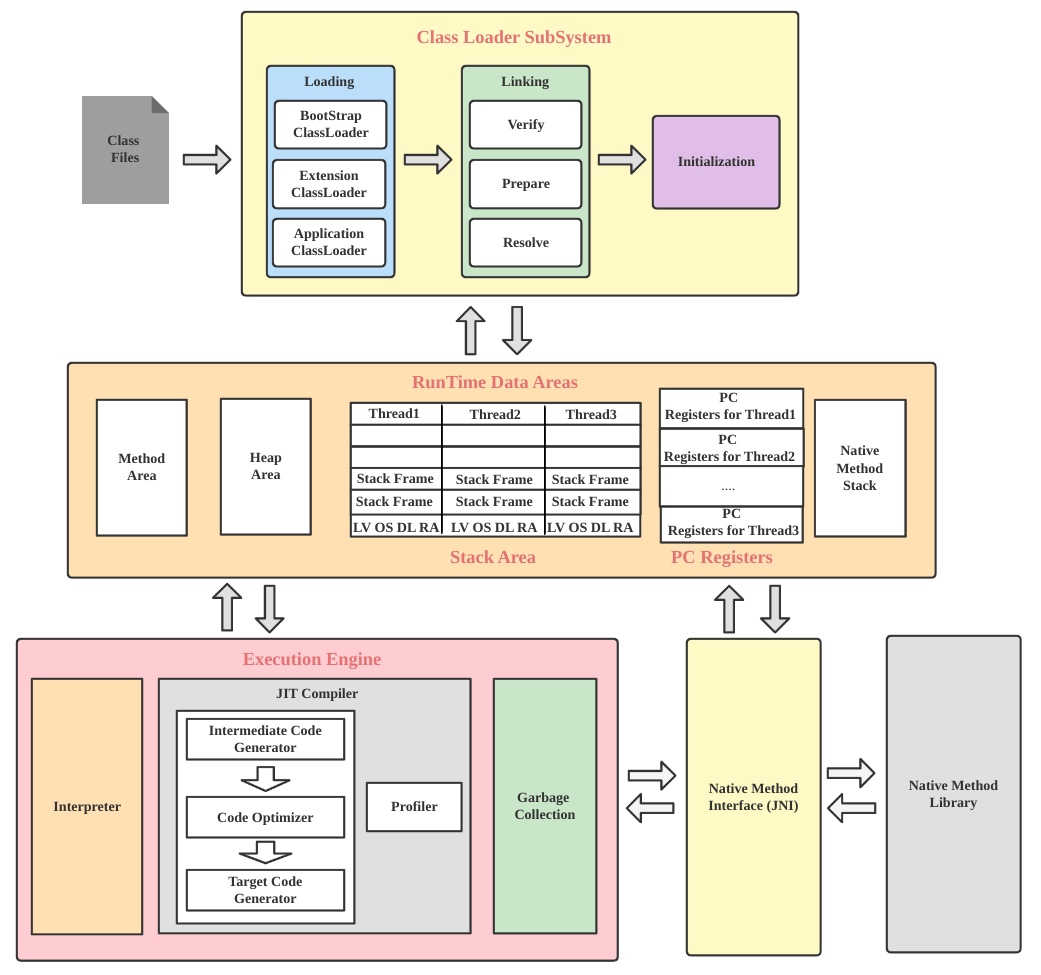 Class Loader SubSystem
Class
Files
Loading
BootStrap
ClassLoader
Extension
ClassLoader
Application
ClassLoader
Linking
Verify
Prepare
Resolve
Initialization
RunTime Data Areas
Method
Area
Heap
Area
Thread1 Thread2 Thread3
Stack Frame Stack Frame Stack Frame
Stack Frame Stack Frame Stack Frame
LV OS DL RA LV OS DL RA LV OS DL RA
Stack Area
PC
Registers for Thread1
PC
Registers for Thread2
....
PC
Registers for Thread3
PC Registers
Native
Method
Stack
Execution Engine
Interpreter
JIT Compiler
Intermediate Code
Generator
Code Optimizer
Target Code
Generator
Profiler
Garbage
Collection
Native Method
Interface (JNI)
Native Method
Library